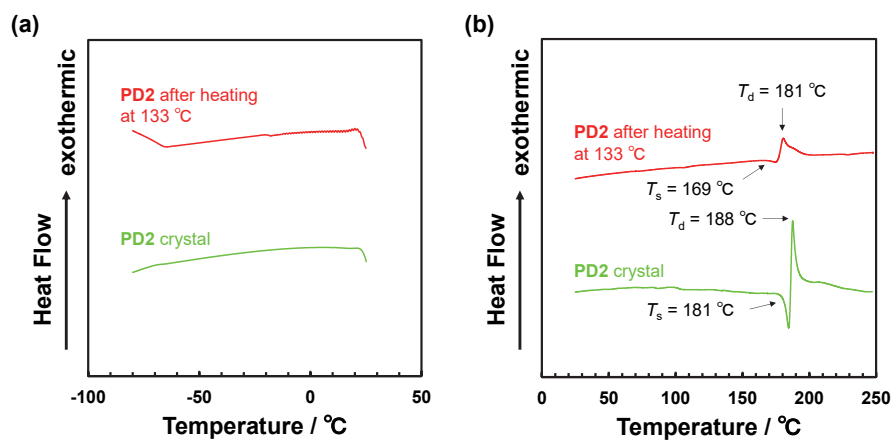 (a)
Heat Flow
exothermic
PD2 after heating
at 133 ℃
PD2 crystal
-100
-50
0
50
Temperature / ℃
(b)
Heat Flow
exothermic
Td = 181 ℃
PD2 after heating
at 133 ℃
Ts = 169 ℃
Td = 188 ℃
PD2 crystal
Ts = 181 ℃
0
50
100
150
200
250
Temperature / ℃